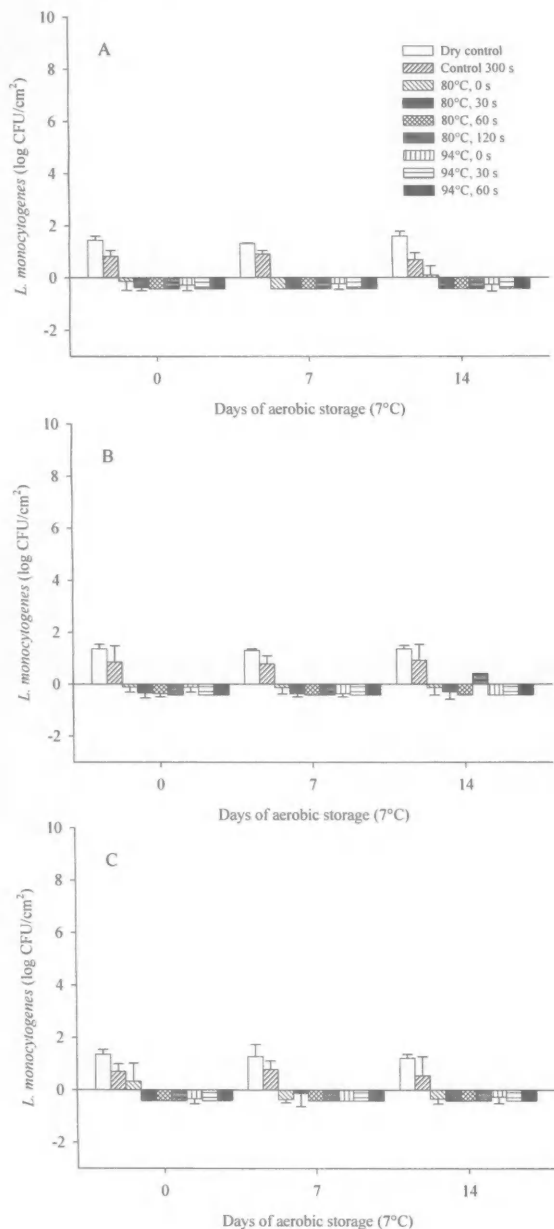 A
10
8
6
4
2
0
-2
L. monocytogenes (log CFU/cm²)
Dry control
Control 300 s
80°C, 0 s
80°C, 30 s
80°C, 60 s
80°C, 120 s
94°C, 0 s
94°C, 30 s
94°C, 60 s
0 7 14
Days of aerobic storage (7°C)
B
10
8
6
4
2
0
-2
L. monocytogenes (log CFU/cm²)
0 7 14
Days of aerobic storage (7°C)
C
10
8
6
4
2
0
-2
L. monocytogenes (log CFU/cm²)
0 7 14
Days of aerobic storage (7°C)